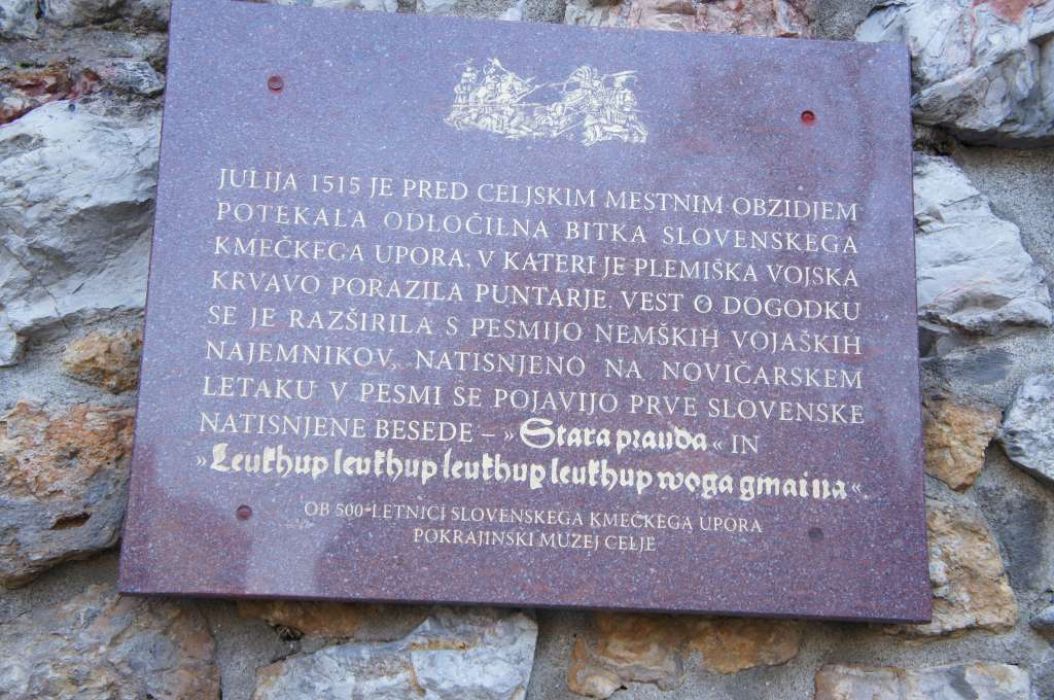 JULIJA 1515 JE PRED CELJSKIM MESTNIM OBZIDJEM
POTEKALA ODLOČILNA BITKA SLOVENSKEGA
KMEČKEGA UPORA, V KATERI JE PLEMIŠKA VOJSKA
KRVAVO PORAZILA PUNTARJE. VEST O DOGODKU
SE JE RAZŠIRILA S PESMIJO NEMŠKIH VOJAŠKIH
NAJEMNIKOV, NATISNJENO NA NOVIČARSKEM
LETAKU V PESMI ŠE POJAVIJO PRVE SLOVENSKE
NATISNJENE BESEDE – »Stara prauda« IN
»Leukhup leukhup leukhup leukhup woga gmaina«.
OB 500-LETNICI SLOVENSKEGA KMEČKEGA UPORA
POKRAJINSKI MUZEJ CELJE